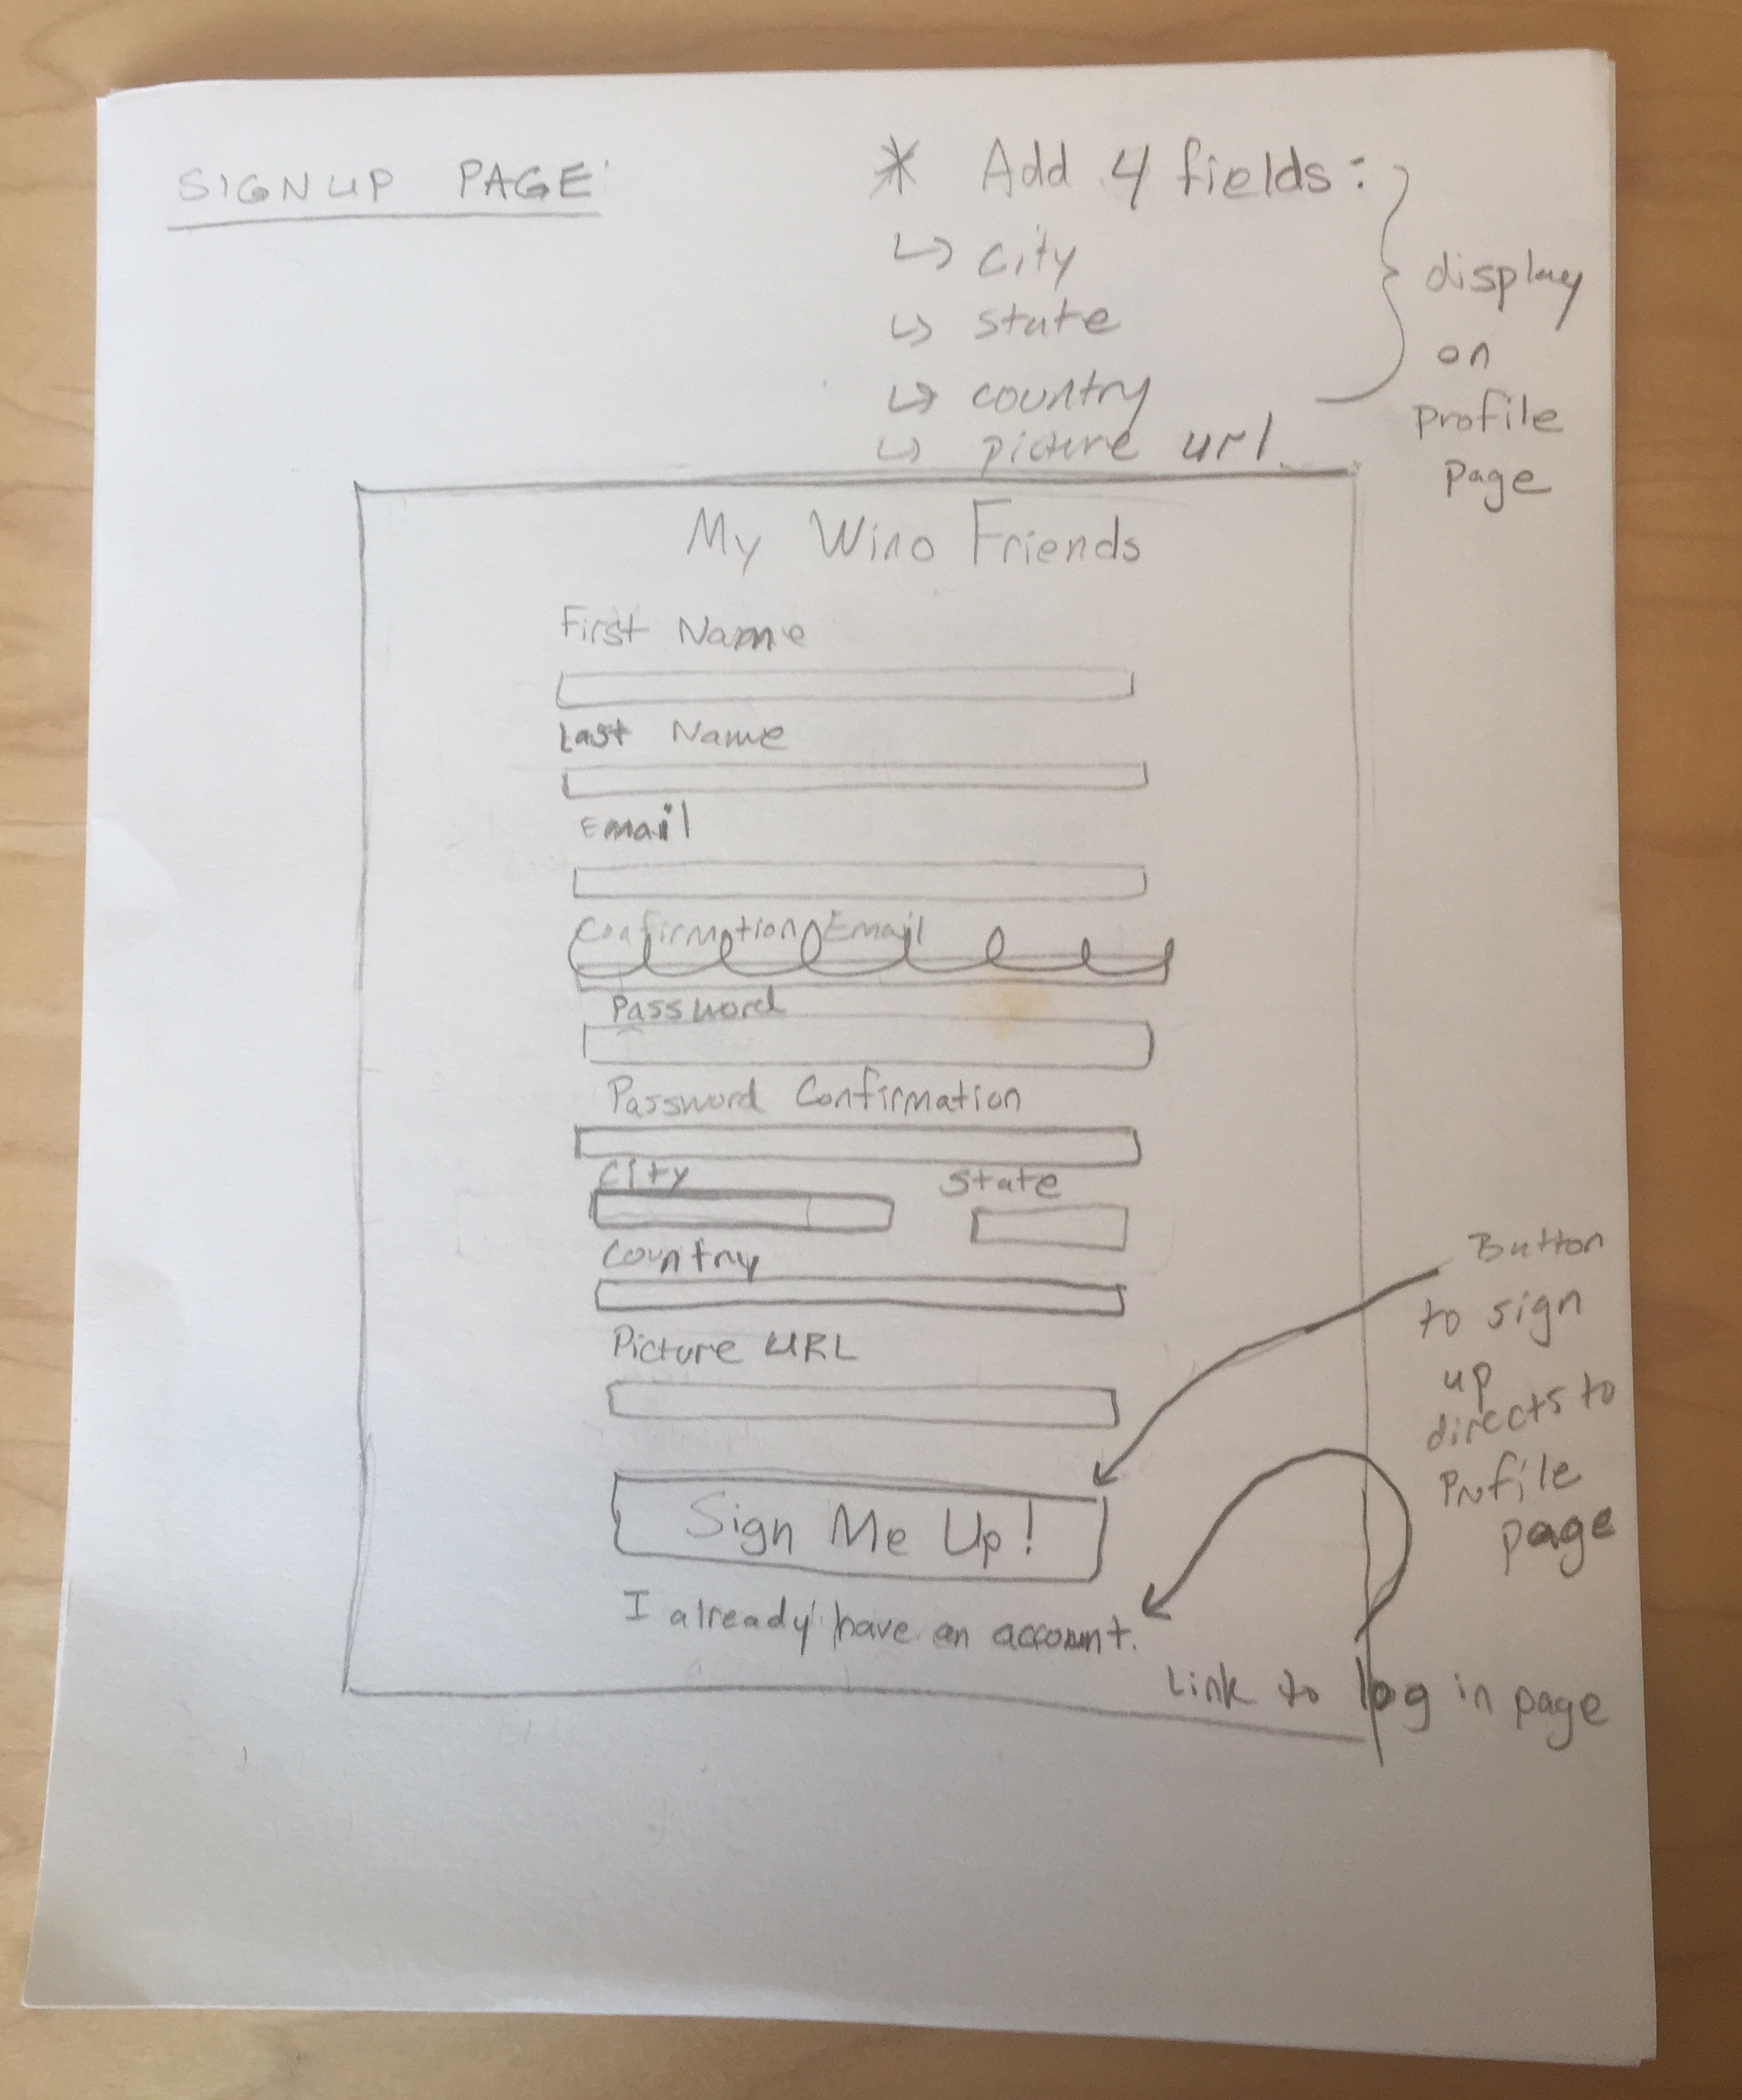 SIGNUP PAGE
* Add 4 fields:
↳ city
↳ state
↳ country
↳ picture url
display
on
profile
page
My Wino Friends
First Name
Last Name
Email
Confirmation Email
Password
Password Confirmation
City State
Country
Picture URL
Sign Me Up!
I already have an account.
Button
to sign
up
directs to
Profile
page
Link to log in page